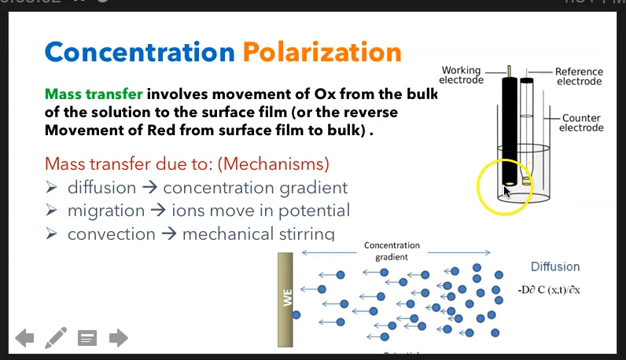 Concentration Polarization
Mass transfer involves movement of Ox from the bulk
of the solution to the surface film (or the reverse
Movement of Red from surface film to bulk) .
Mass transfer due to: (Mechanisms)
➢ diffusion → concentration gradient
➢ migration → ions move in potential
➢ convection → mechanical stirring
Working
electrode
Reference
electrode
Counter
electrode
Concentration
gradient
WE
Diffusion
-D∂ C (x,t)/∂x